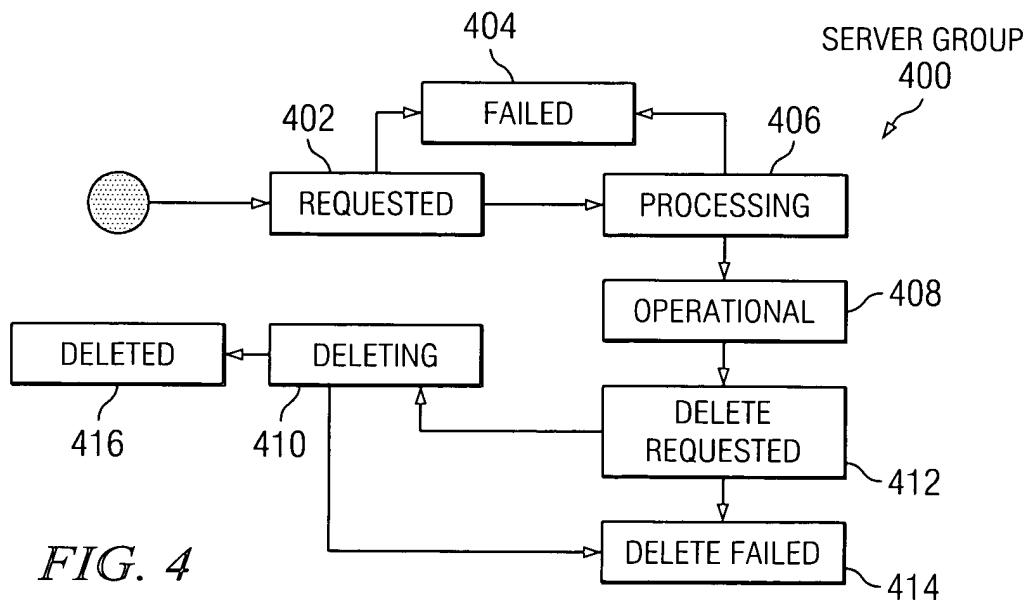 404
SERVER GROUP
400
FAILED
402
406
REQUESTED
PROCESSING
OPERATIONAL
408
DELETED
DELETING
416
410
DELETE
REQUESTED
412
DELETE FAILED
414
FIG. 4